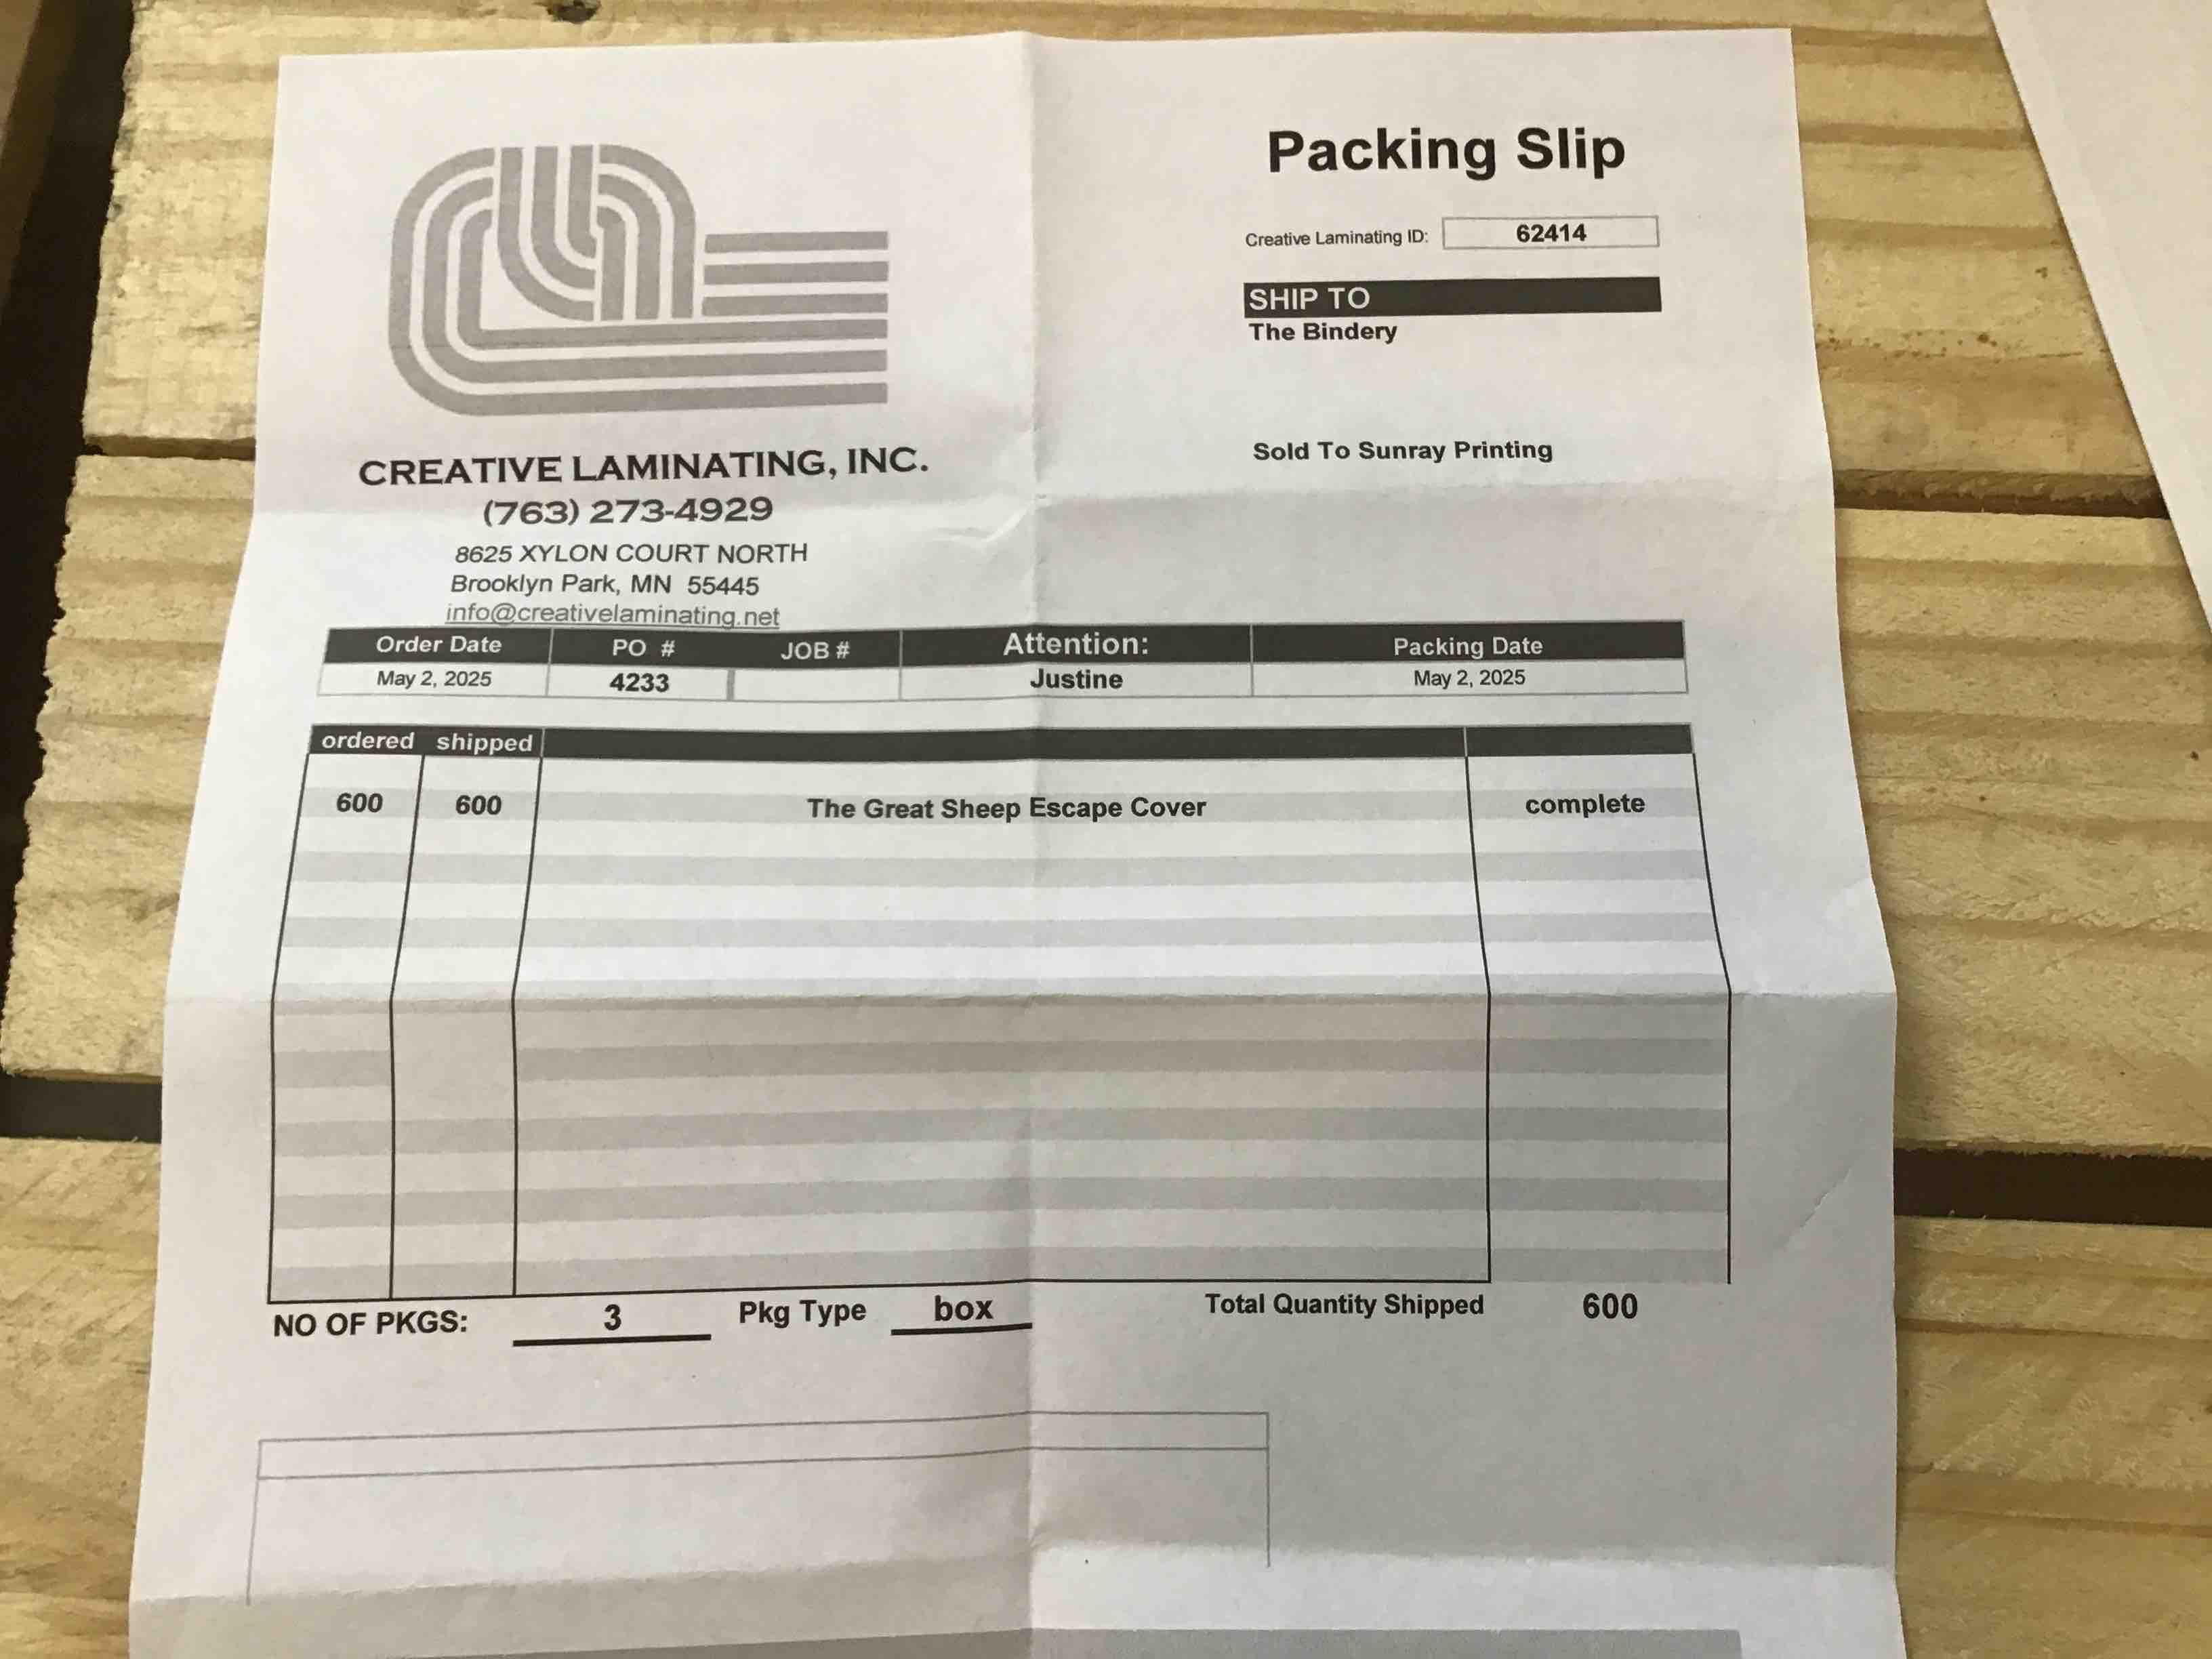 Packing Slip
Creative Laminating ID: 62414
SHIP TO
The Bindery
Sold To Sunray Printing
CREATIVE LAMINATING, INC.
(763) 273-4929
8625 XYLON COURT NORTH
Brooklyn Park, MN 55445
info@creativelaminating.net
Order Date PO # JOB # Attention: Packing Date
May 2, 2025 4233 Justine May 2, 2025
ordered shipped
600 600 The Great Sheep Escape Cover complete
NO OF PKGS: 3 Pkg Type box Total Quantity Shipped 600